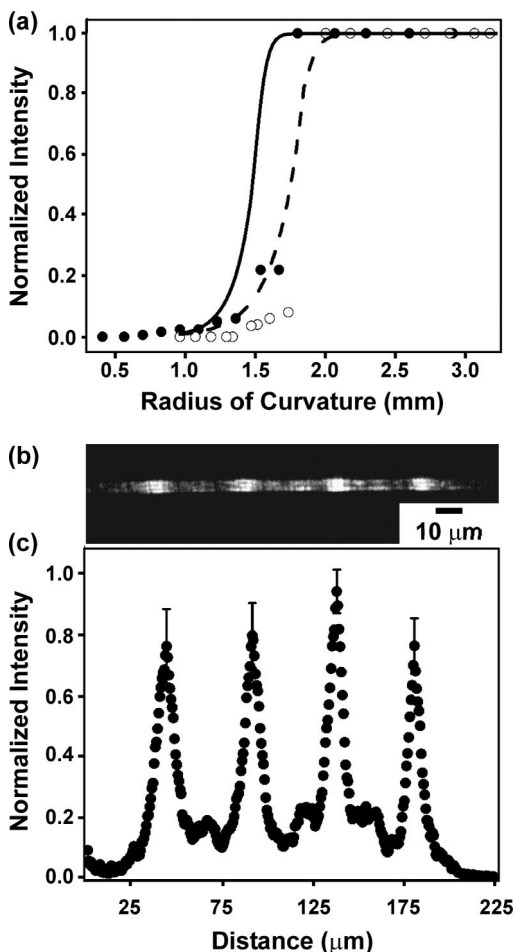 (a)
Normalized Intensity
1.0
0.8
0.6
0.4
0.2
0.0
0.5 1.0 1.5 2.0 2.5 3.0
Radius of Curvature (mm)
(b)
10 μm
(c)
Normalized Intensity
1.0
0.8
0.6
0.4
0.2
0.0
25 75 125 175 225
Distance (μm)